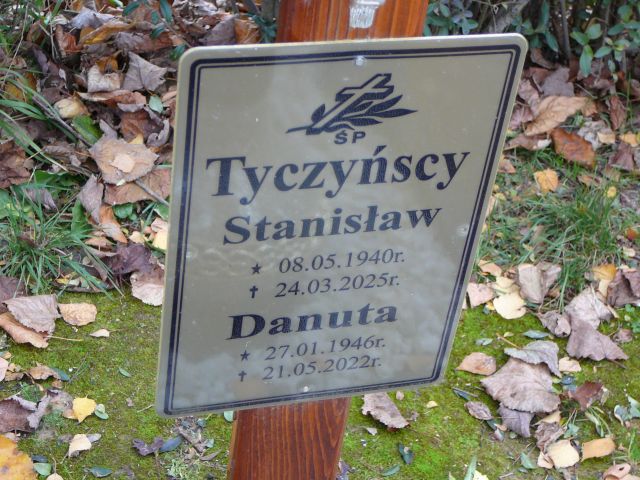 ŚP
Tyczyńscy
Stanisław
★ 08.05.1940r.
✝ 24.03.2025r.
Danuta
★ 27.01.1946r.
✝ 21.05.2022r.